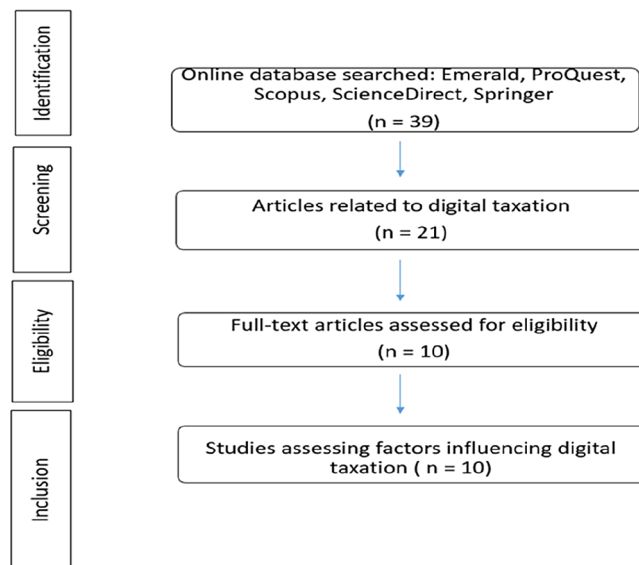 Identification
Online database searched: Emerald, ProQuest,
Scopus, ScienceDirect, Springer
(n = 39)
Screening
Articles related to digital taxation
(n = 21)
Eligibility
Full-text articles assessed for eligibility
(n = 10)
Inclusion
Studies assessing factors influencing digital
taxation ( n = 10)